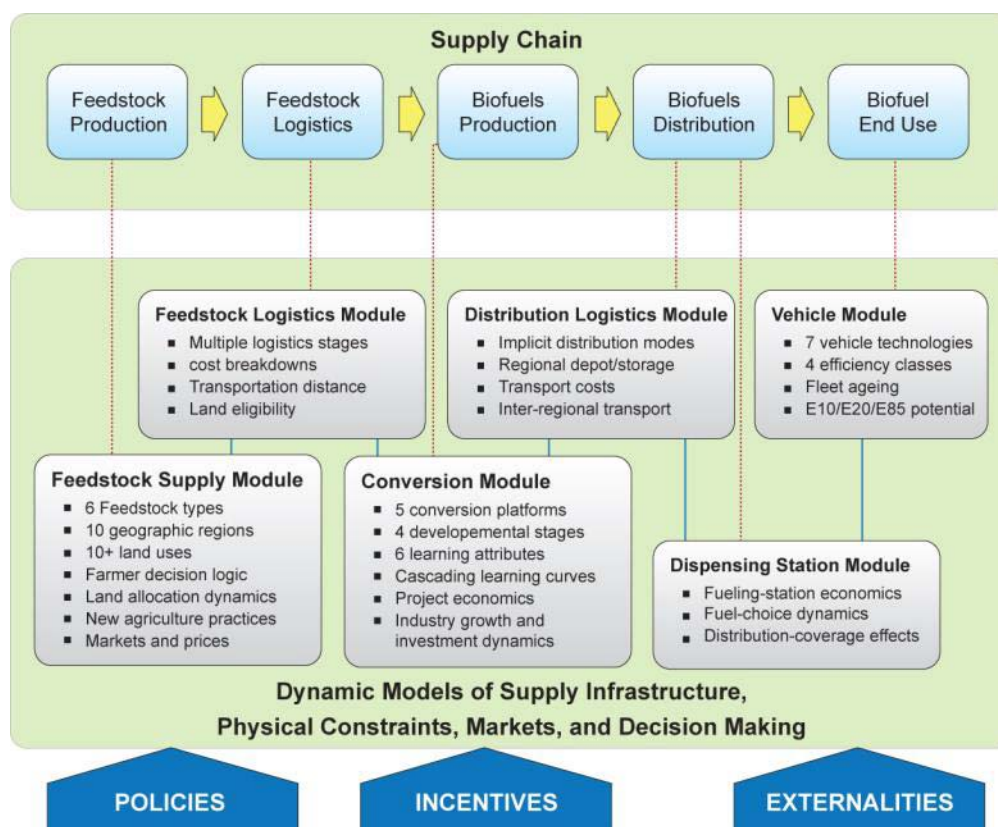 Supply Chain
Feedstock
Production
Feedstock
Logistics
Biofuels
Production
Biofuels
Distribution
Biofuel
End Use
Feedstock Logistics Module
■ Multiple logistics stages
■ cost breakdowns
■ Transportation distance
■ Land eligibility
Distribution Logistics Module
■ Implicit distribution modes
■ Regional depot/storage
■ Transport costs
■ Inter-regional transport
Vehicle Module
■ 7 vehicle technologies
■ 4 efficiency classes
■ Fleet ageing
■ E10/E20/E85 potential
Feedstock Supply Module
■ 6 Feedstock types
■ 10 geographic regions
■ 10+ land uses
■ Farmer decision logic
■ Land allocation dynamics
■ New agriculture practices
■ Markets and prices
Conversion Module
■ 5 conversion platforms
■ 4 developemental stages
■ 6 learning attributes
■ Cascading learning curves
■ Project economics
■ Industry growth and
investment dynamics
Dispensing Station Module
■ Fueling-station economics
■ Fuel-choice dynamics
■ Distribution-coverage effects
Dynamic Models of Supply Infrastructure,
Physical Constraints, Markets, and Decision Making
POLICIES
INCENTIVES
EXTERNALITIES